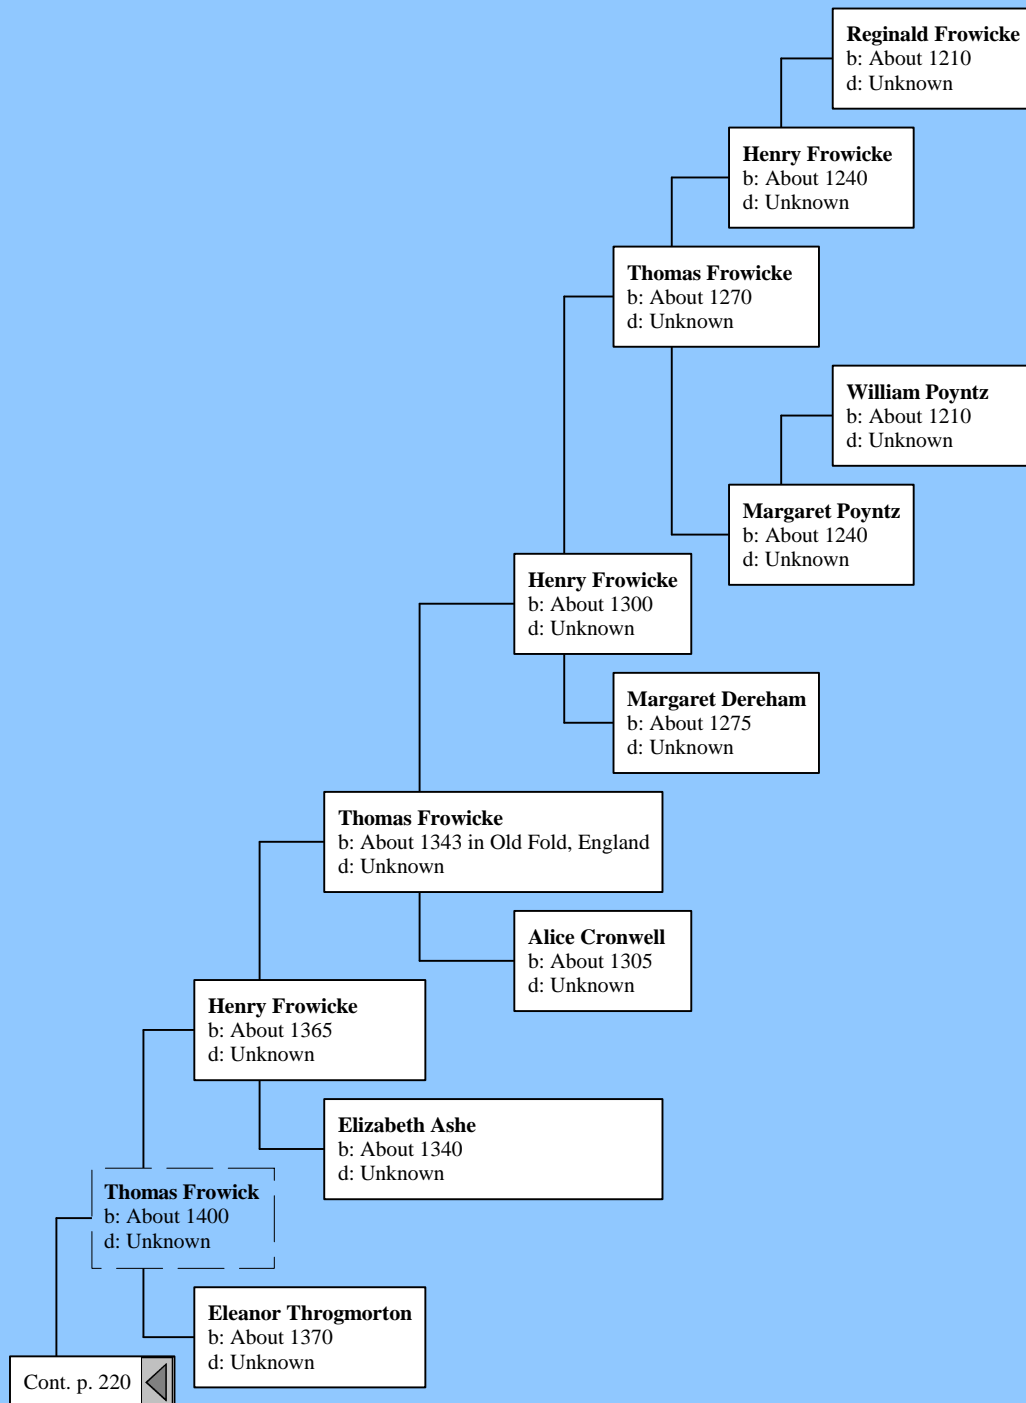 Reginald Frowicke
b: About 1210
d: Unknown
Henry Frowicke
b: About 1240
d: Unknown
Thomas Frowicke
b: About 1270
d: Unknown
William Poyntz
b: About 1210
d: Unknown
Margaret Poyntz
b: About 1240
d: Unknown
Henry Frowicke
b: About 1300
d: Unknown
Margaret Dereham
b: About 1275
d: Unknown
Thomas Frowicke
b: About 1343 in Old Fold, England
d: Unknown
Alice Cronwell
b: About 1305
d: Unknown
Henry Frowicke
b: About 1365
d: Unknown
Elizabeth Ashe
b: About 1340
d: Unknown
Thomas Frowick
b: About 1400
d: Unknown
Eleanor Throgmorton
b: About 1370
d: Unknown
Cont. p. 220